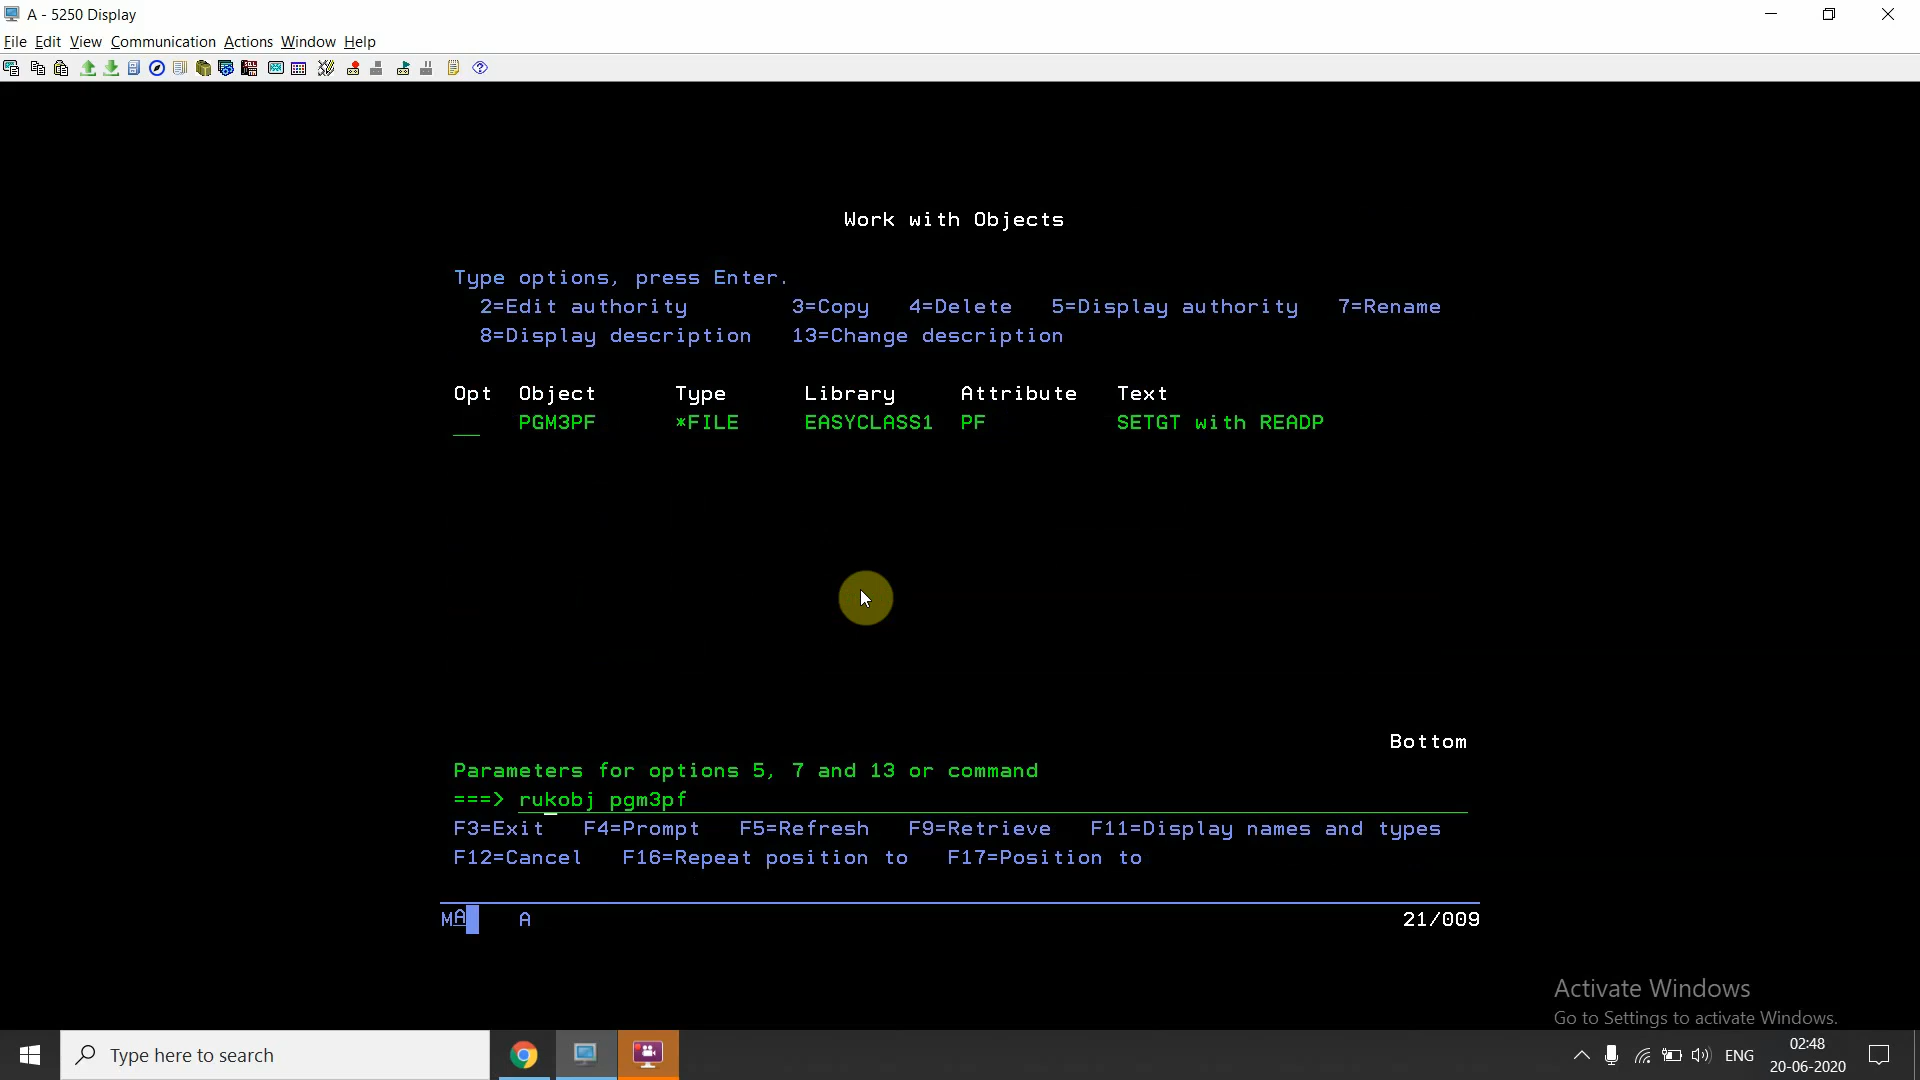 A - 5250 Display
File Edit View Communication Actions Window Help
Work with Objects
Type options, press Enter.
2=Edit authority 3=Copy 4=Delete 5=Display authority 7=Rename
8=Display description 13=Change description
Opt Object Type Library Attribute Text
__ PGM3PF *FILE EASYCLASS1 PF SETGT with READP
Bottom
Parameters for options 5, 7 and 13 or command
===> rukobj pgm3pf
F3=Exit F4=Prompt F5=Refresh F9=Retrieve F11=Display names and types
F12=Cancel F16=Repeat position to F17=Position to
MA A 21/009
Activate Windows
Go to Settings to activate Windows.
Type here to search
ENG
02:48
20-06-2020